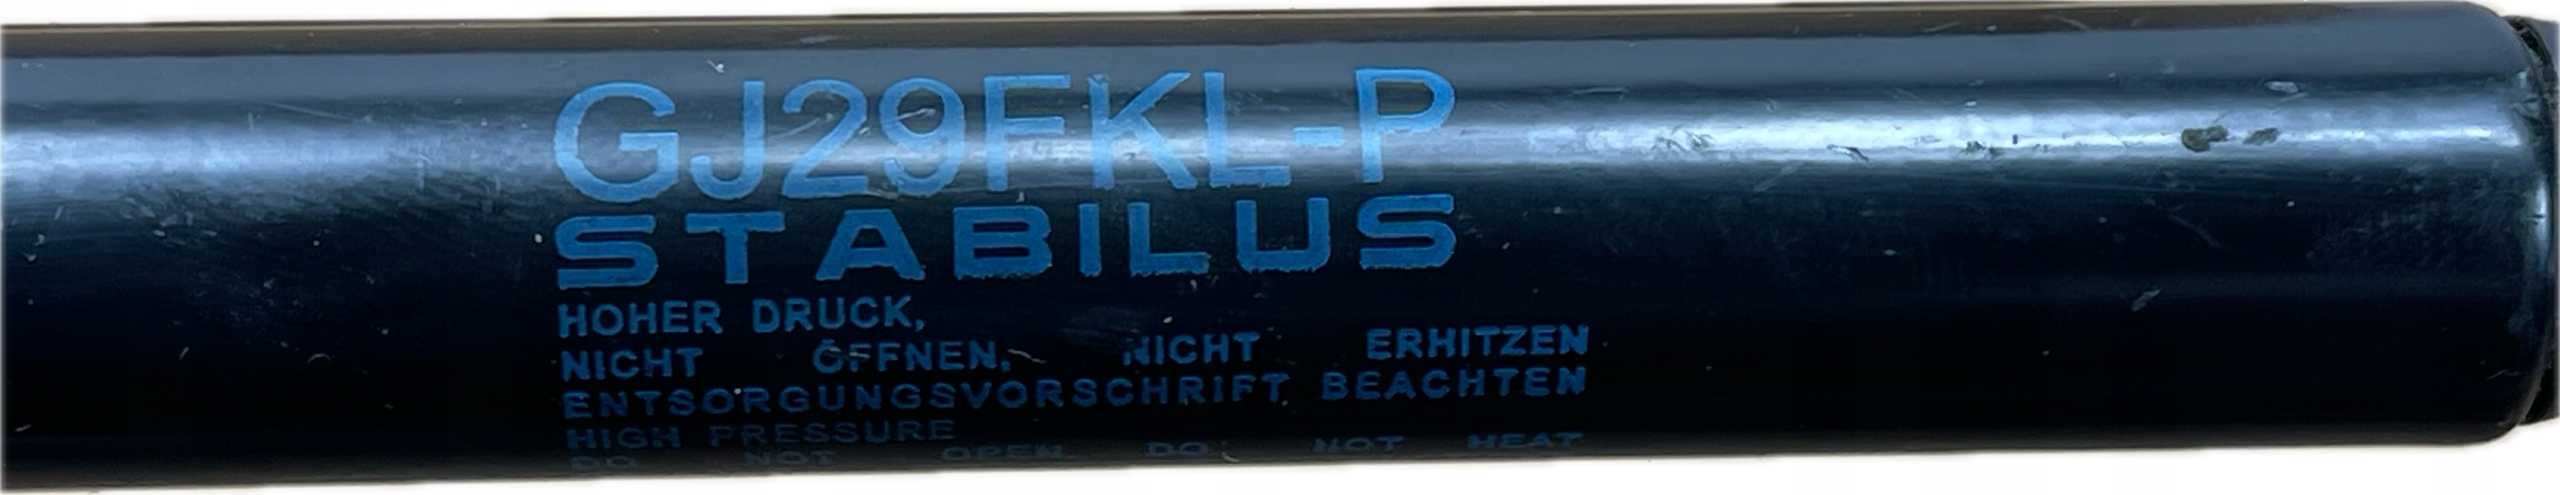 GJ29FKL-P
STABILUS
HOHER DRUCK,
NICHT ÖFFNEN, NICHT ERHITZEN
ENTSORGUNGSVORSCHRIFT BEACHTEN
HIGH PRESSURE
DO NOT OPEN DO NOT HEAT